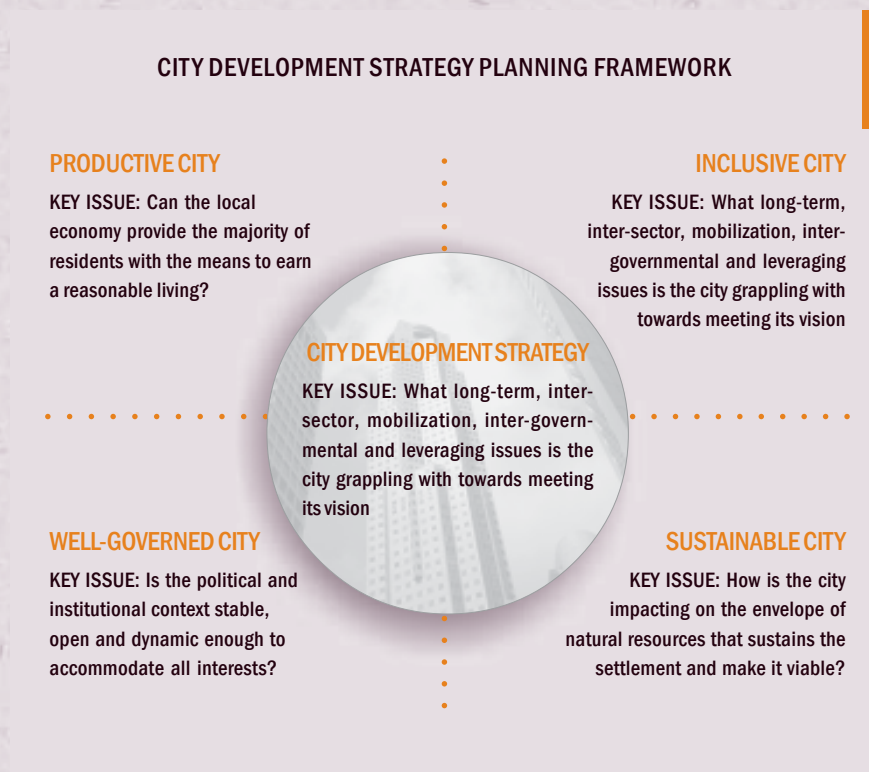 CITY DEVELOPMENT STRATEGY PLANNING FRAMEWORK
PRODUCTIVE CITY
KEY ISSUE: Can the local
economy provide the majority of
residents with the means to earn
a reasonable living?
INCLUSIVE CITY
KEY ISSUE: What long-term,
inter-sector, mobilization, inter-
governmental and leveraging
issues is the city grappling with
towards meeting its vision
CITY DEVELOPMENT STRATEGY
KEY ISSUE: What long-term, inter-
sector, mobilization, inter-govern-
mental and leveraging issues is the
city grappling with towards meeting
its vision
WELL-GOVERNED CITY
KEY ISSUE: Is the political and
institutional context stable,
open and dynamic enough to
accommodate all interests?
SUSTAINABLE CITY
KEY ISSUE: How is the city
impacting on the envelope of
natural resources that sustains the
settlement and make it viable?